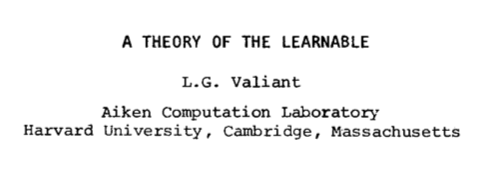 A THEORY OF THE LEARNABLE
L.G. Valiant
Aiken Computation Laboratory
Harvard University, Cambridge, Massachusetts